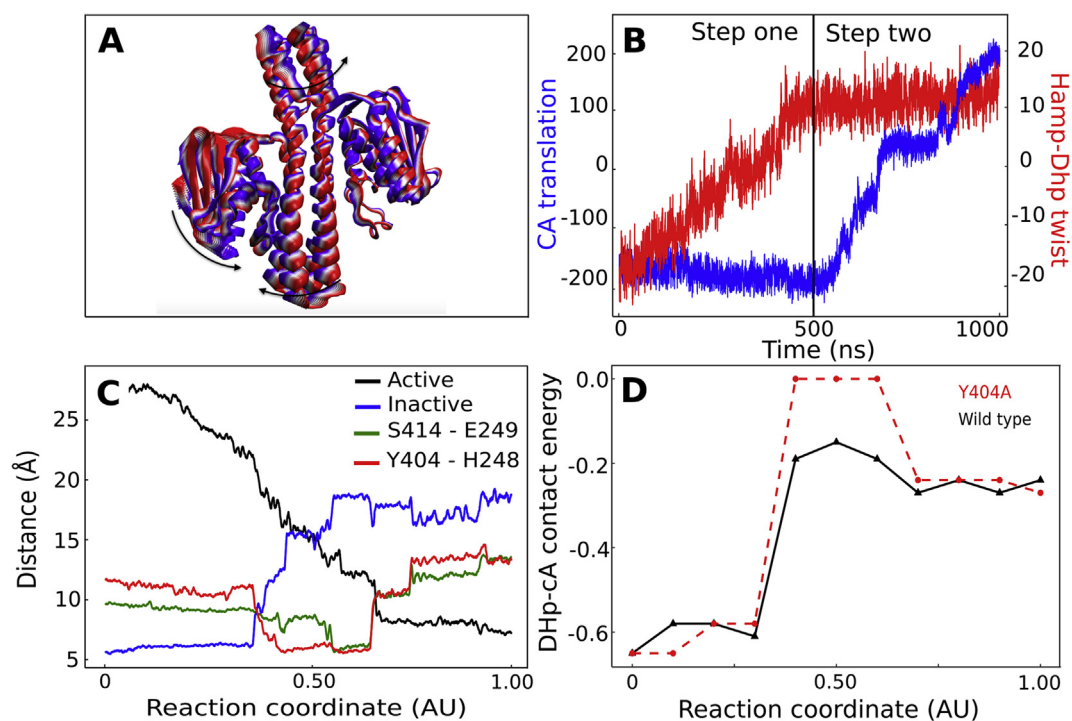 A
B
Step one
Step two
200
100
0
-100
-200
CA translation
20
10
0
-10
-20
Hamp-Dhp twist
0
500
1000
Time (ns)
C
Active
Inactive
S414 - E249
Y404 - H248
25
20
15
10
5
Distance (Å)
0
0.50
1.00
Reaction coordinate (AU)
D
Y404A
Wild type
0.0
-0.2
-0.4
-0.6
DHp-cA contact energy
0
0.50
1.00
Reaction coordinate (AU)